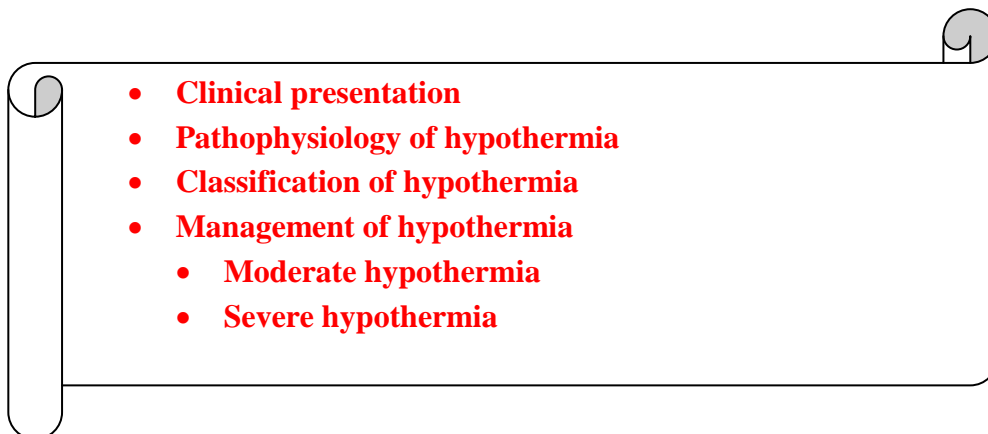 • Clinical presentation
• Pathophysiology of hypothermia
• Classification of hypothermia
• Management of hypothermia
• Moderate hypothermia
• Severe hypothermia